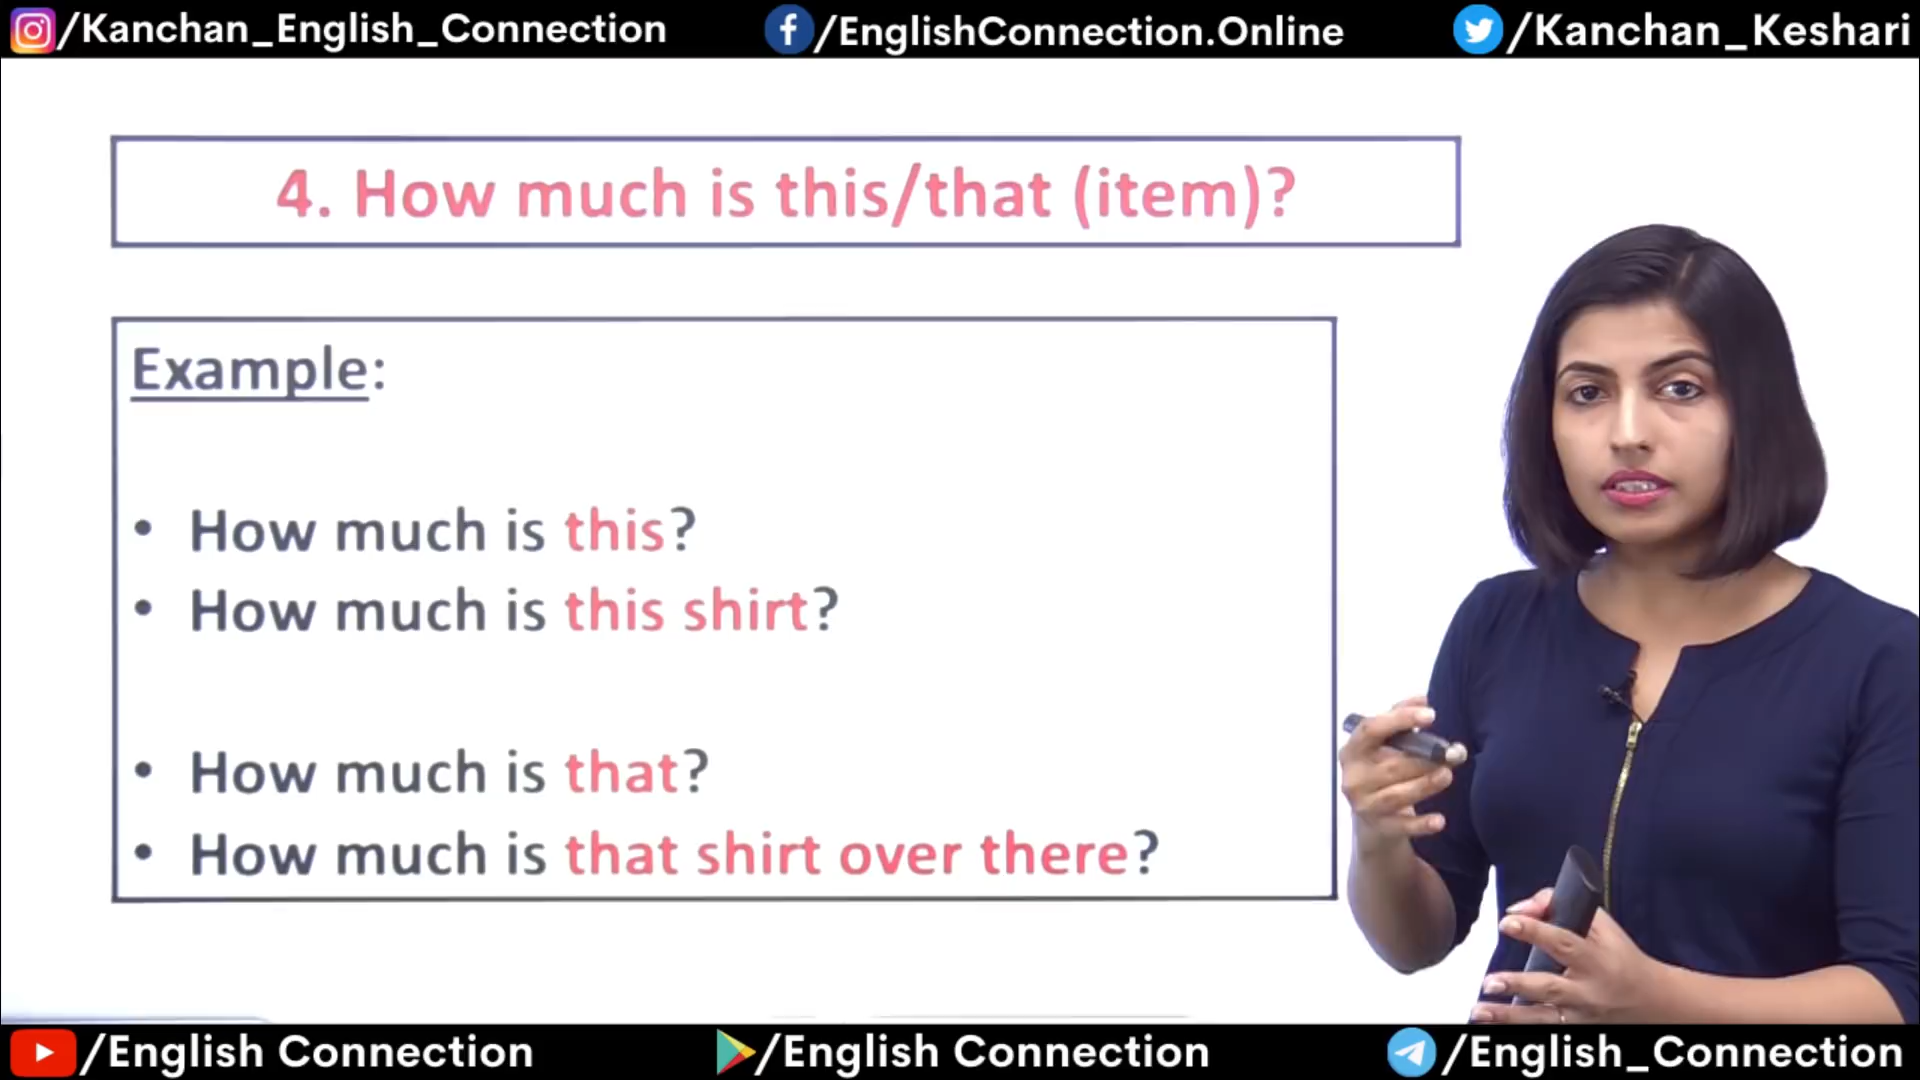 /Kanchan_English_Connection
/EnglishConnection.Online
/Kanchan_Keshari
4. How much is this/that (item)?
Example:
• How much is this?
• How much is this shirt?
• How much is that?
• How much is that shirt over there?
/English Connection
/English Connection
/English_Connection